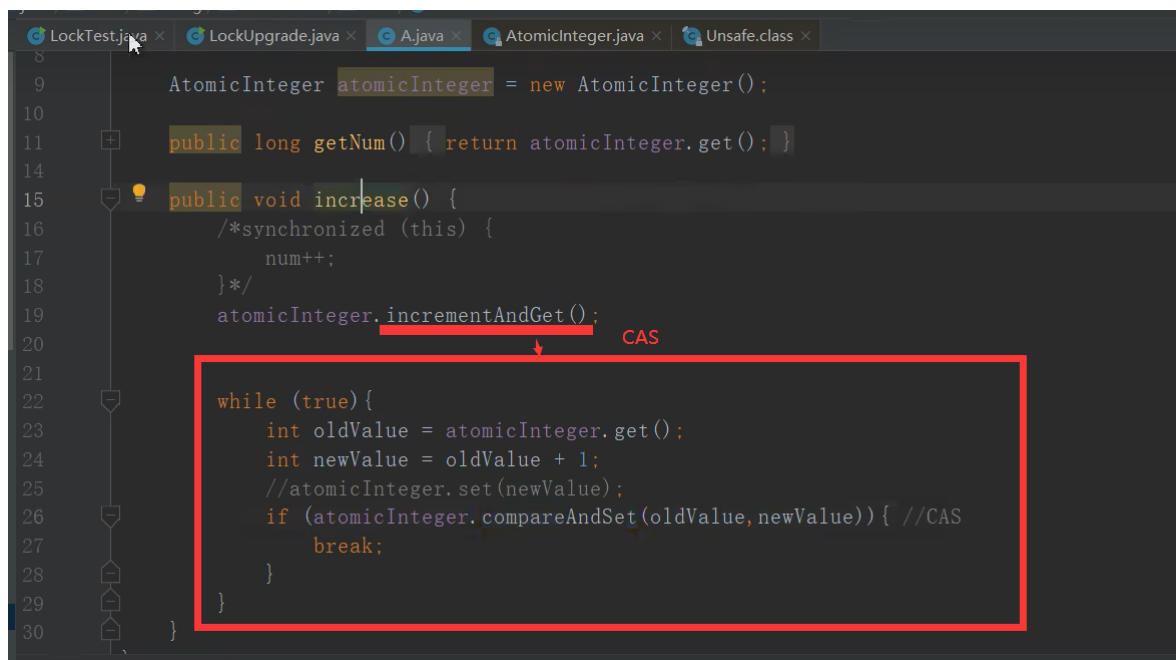 LockTest.java LockUpgrade.java A.java AtomicInteger.java Unsafe.class
8
9 AtomicInteger atomicInteger = new AtomicInteger();
10
11 public long getNum() { return atomicInteger.get(); }
14
15 public void increase() {
16 /*synchronized (this) {
17 num++;
18 }*/
19 atomicInteger.incrementAndGet();
20 CAS
21
22 while (true){
23 int oldValue = atomicInteger.get();
24 int newValue = oldValue + 1;
25 //atomicInteger.set(newValue);
26 if (atomicInteger.compareAndSet(oldValue,newValue)){ //CAS
27 break;
28 }
29 }
30 }